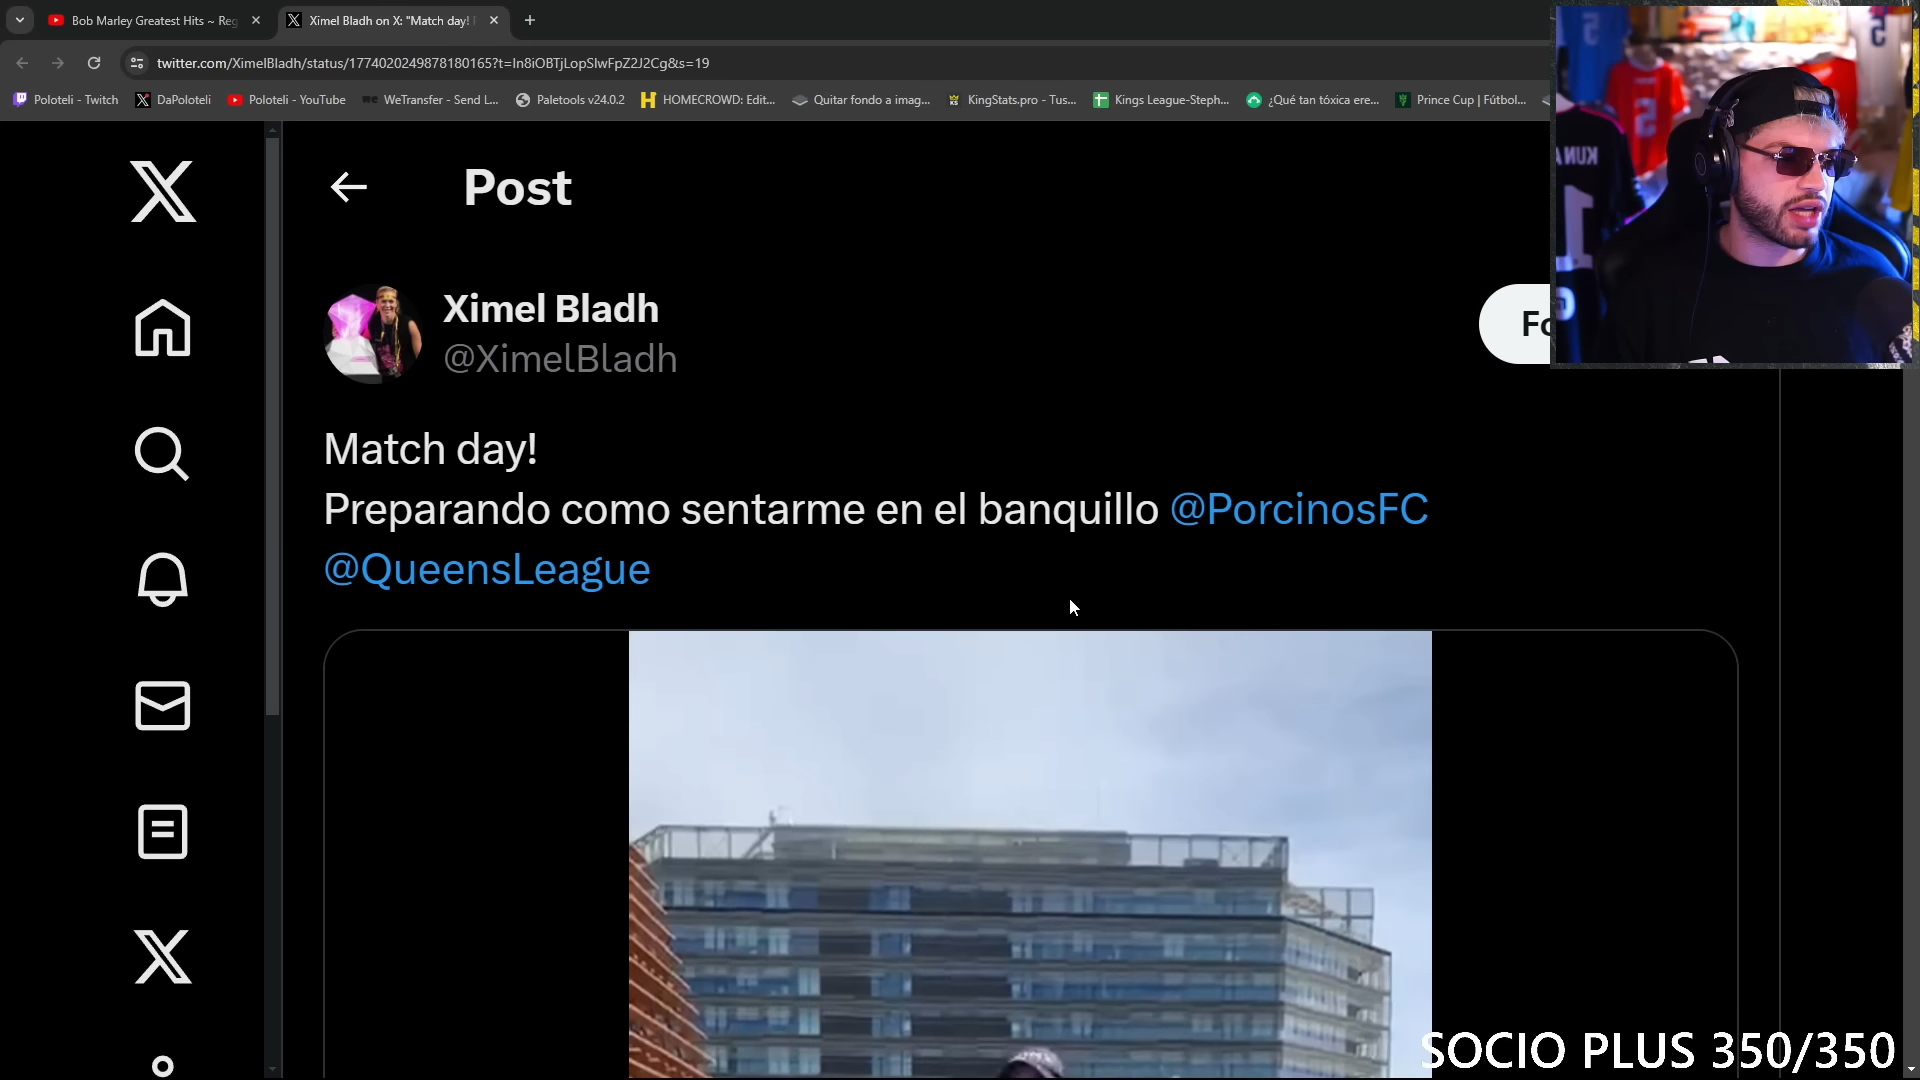 Bob Marley Greatest Hits ~ Reg
Ximel Bladh on X: "Match day!
twitter.com/XimelBladh/status/1774020249878180165?t=In8iOBTjLopSlwFpZ2J2Cg&s=19
Poloteli - Twitch
DaPoloteli
Poloteli - YouTube
WeTransfer - Send L...
Paletools v24.0.2
HOMECROWD: Edit...
Quitar fondo a imag...
KingStats.pro - Tus...
Kings League-Steph...
¿Qué tan tóxica ere...
Prince Cup | Fútbol...
Post
Ximel Bladh
@XimelBladh
Fo
Match day!
Preparando como sentarme en el banquillo @PorcinosFC
@QueensLeague
KUN A
SOCIO PLUS 350/350